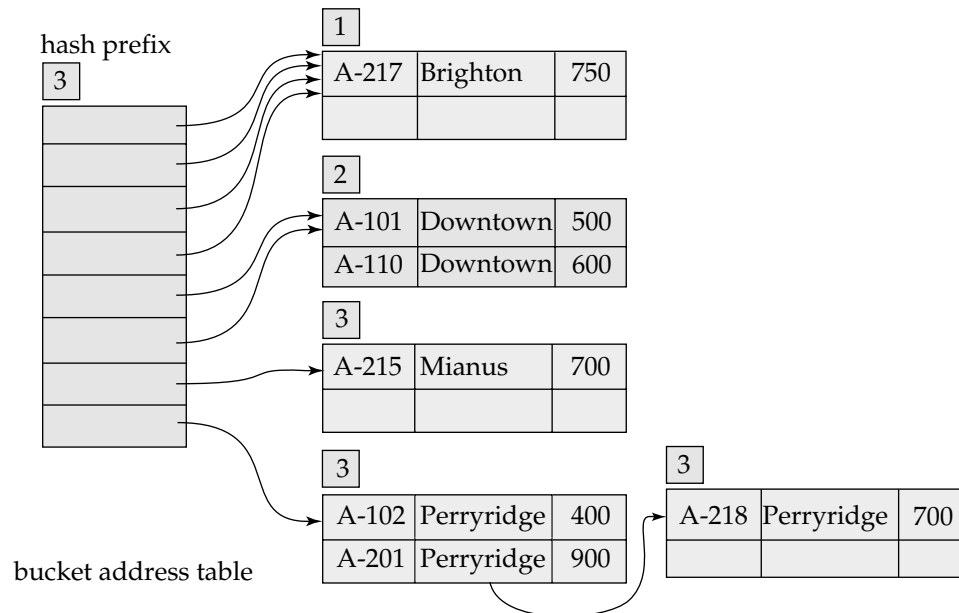 hash prefix
3
1
A-217 Brighton 750
2
A-101 Downtown 500
A-110 Downtown 600
3
A-215 Mianus 700
3
A-102 Perryridge 400
A-201 Perryridge 900
3
A-218 Perryridge 700
bucket address table